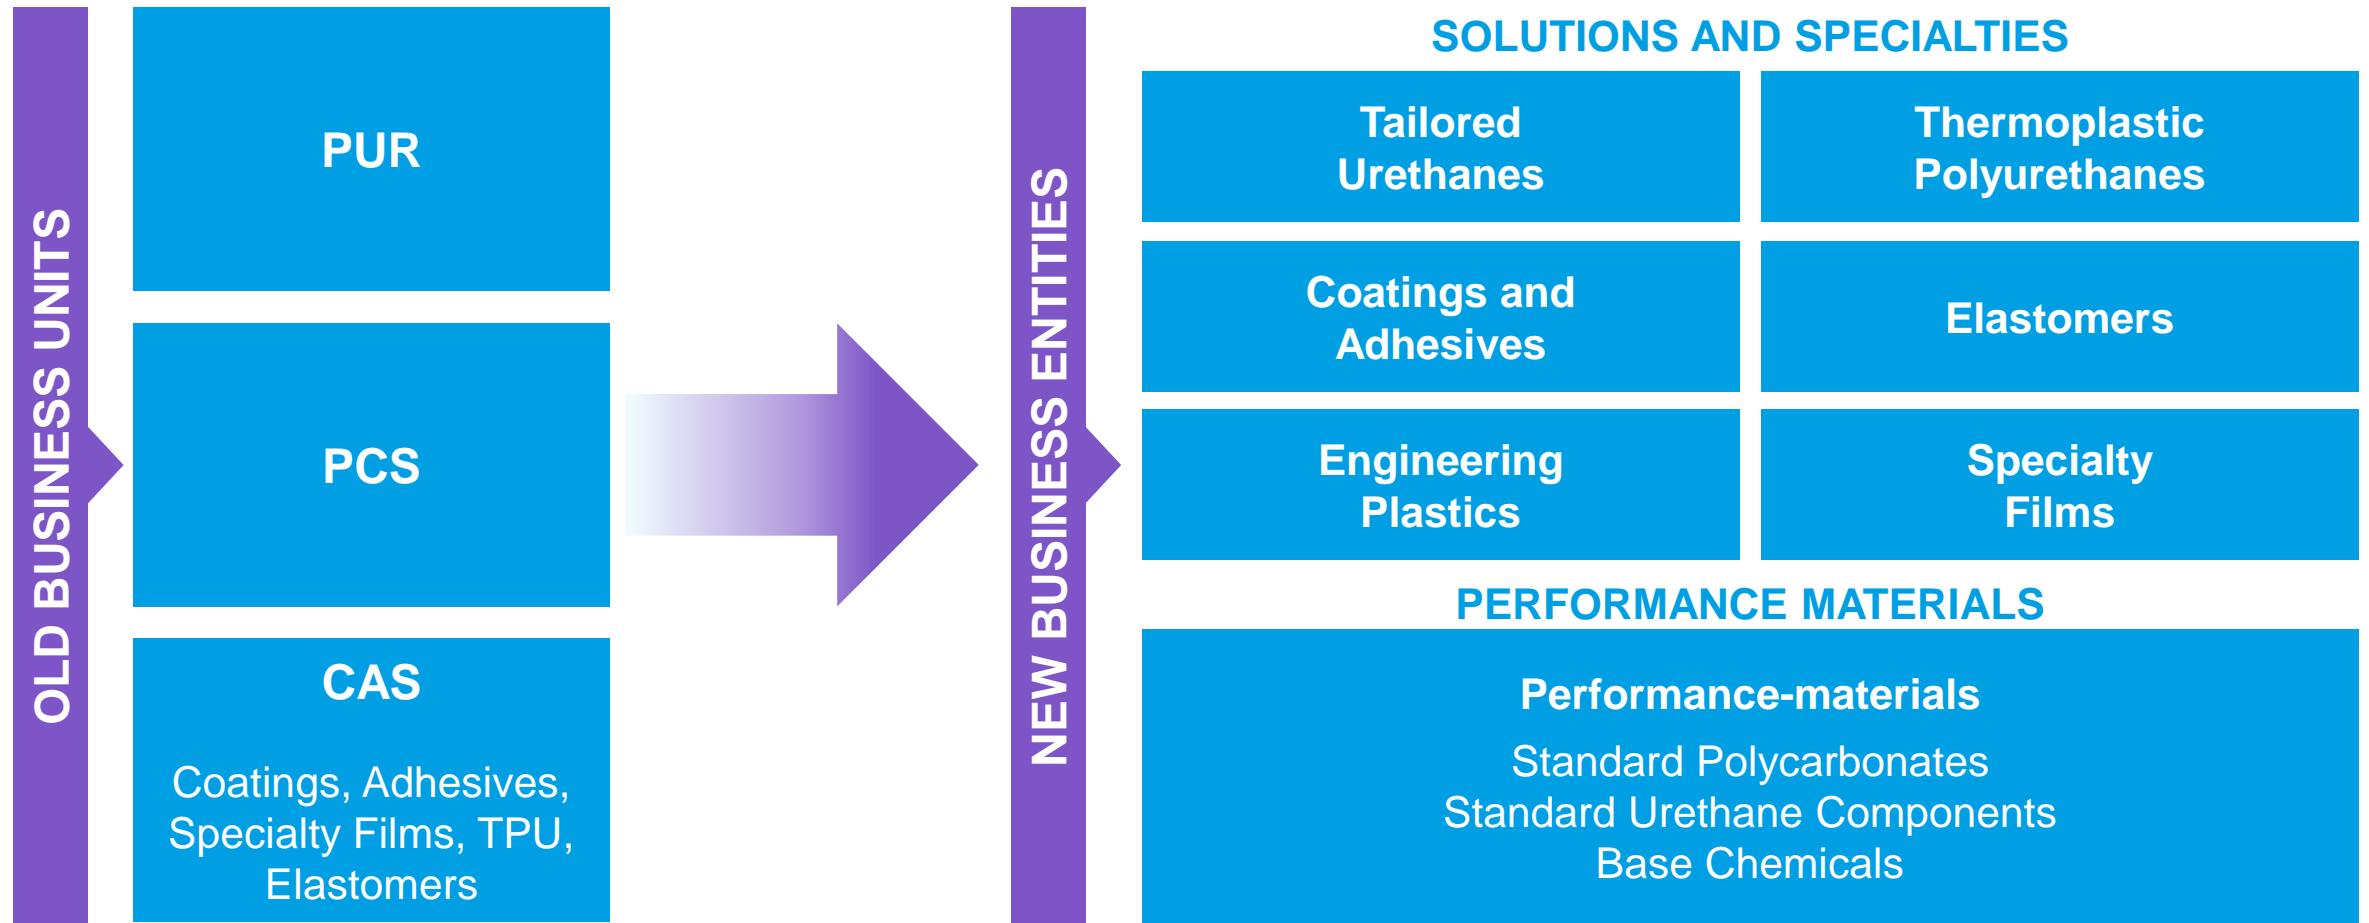 OLD BUSINESS UNITS
PUR
PCS
CAS
Coatings, Adhesives,
Specialty Films, TPU,
Elastomers
NEW BUSINESS ENTITIES
SOLUTIONS AND SPECIALTIES
Tailored
Urethanes
Thermoplastic
Polyurethanes
Coatings and
Adhesives
Elastomers
Engineering
Plastics
Specialty
Films
PERFORMANCE MATERIALS
Performance-materials
Standard Polycarbonates
Standard Urethane Components
Base Chemicals